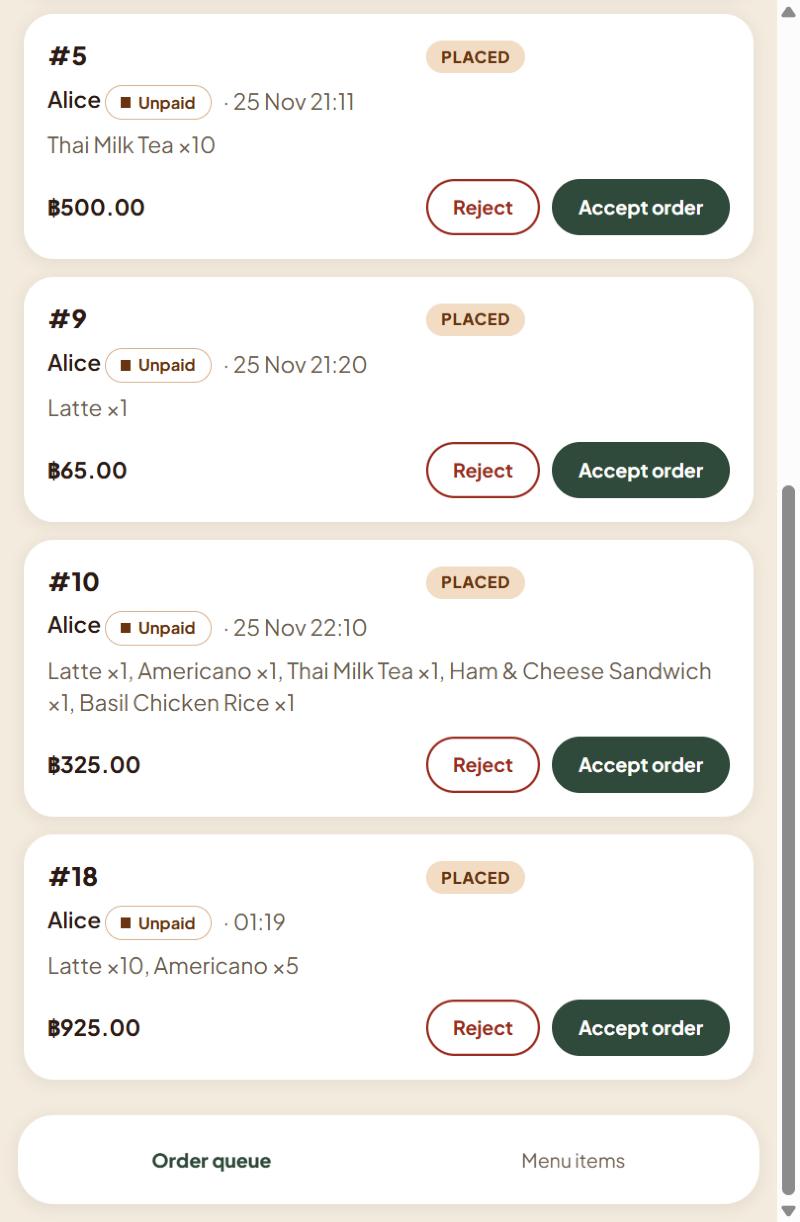 #5 PLACED
Alice Unpaid · 25 Nov 21:11
Thai Milk Tea ×10
฿500.00 Reject Accept order
#9 PLACED
Alice Unpaid · 25 Nov 21:20
Latte ×1
฿65.00 Reject Accept order
#10 PLACED
Alice Unpaid · 25 Nov 22:10
Latte ×1, Americano ×1, Thai Milk Tea ×1, Ham & Cheese Sandwich
×1, Basil Chicken Rice ×1
฿325.00 Reject Accept order
#18 PLACED
Alice Unpaid · 01:19
Latte ×10, Americano ×5
฿925.00 Reject Accept order
Order queue Menu items